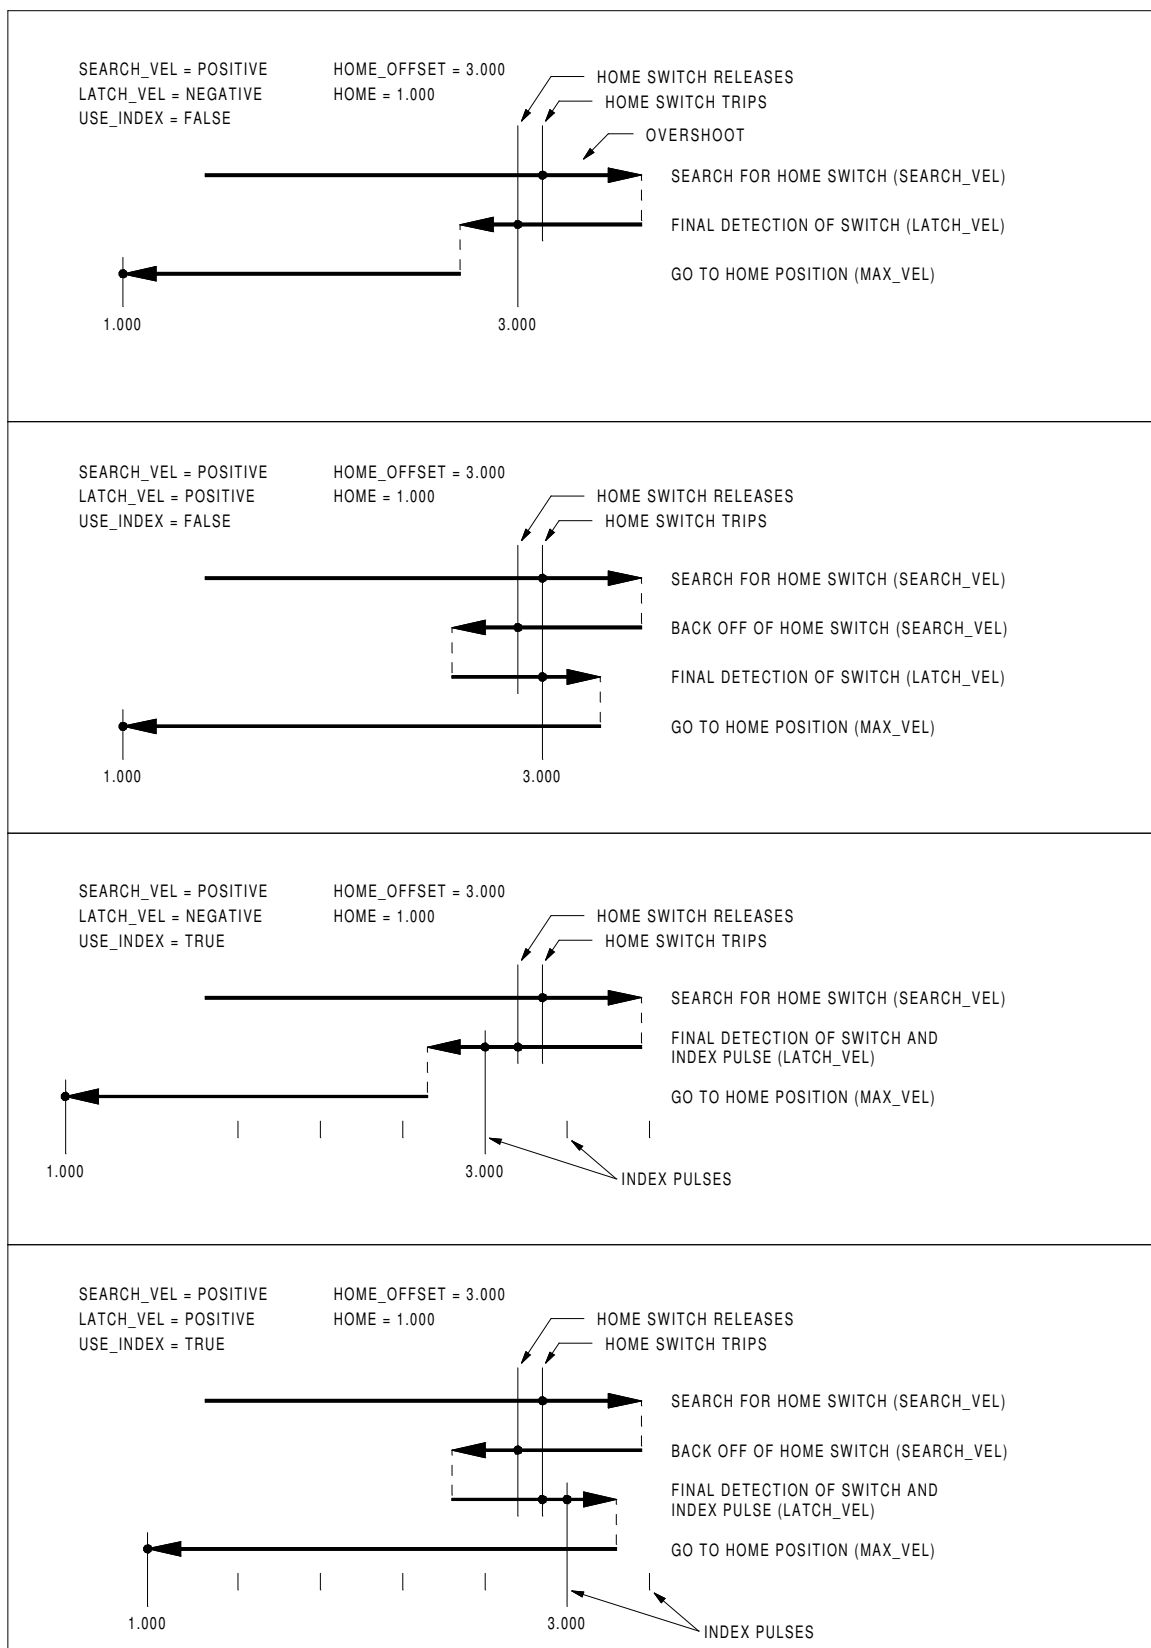 SEARCH_VEL = POSITIVE HOME_OFFSET = 3.000
HOME SWITCH RELEASES
LATCH_VEL = NEGATIVE HOME = 1.000
HOME SWITCH TRIPS
USE_INDEX = FALSE
OVERSHOOT
SEARCH FOR HOME SWITCH (SEARCH_VEL)
FINAL DETECTION OF SWITCH (LATCH_VEL)
GO TO HOME POSITION (MAX_VEL)
1.000 3.000
SEARCH_VEL = POSITIVE HOME_OFFSET = 3.000
LATCH_VEL = POSITIVE HOME = 1.000
HOME SWITCH RELEASES
USE_INDEX = FALSE
HOME SWITCH TRIPS
SEARCH FOR HOME SWITCH (SEARCH_VEL)
BACK OFF OF HOME SWITCH (SEARCH_VEL)
FINAL DETECTION OF SWITCH (LATCH_VEL)
GO TO HOME POSITION (MAX_VEL)
1.000 3.000
SEARCH_VEL = POSITIVE HOME_OFFSET = 3.000
LATCH_VEL = NEGATIVE HOME = 1.000
HOME SWITCH RELEASES
USE_INDEX = TRUE
HOME SWITCH TRIPS
SEARCH FOR HOME SWITCH (SEARCH_VEL)
FINAL DETECTION OF SWITCH AND
INDEX PULSE (LATCH_VEL)
GO TO HOME POSITION (MAX_VEL)
1.000 3.000
INDEX PULSES
SEARCH_VEL = POSITIVE HOME_OFFSET = 3.000
LATCH_VEL = POSITIVE HOME = 1.000
HOME SWITCH RELEASES
USE_INDEX = TRUE
HOME SWITCH TRIPS
SEARCH FOR HOME SWITCH (SEARCH_VEL)
BACK OFF OF HOME SWITCH (SEARCH_VEL)
FINAL DETECTION OF SWITCH AND
INDEX PULSE (LATCH_VEL)
GO TO HOME POSITION (MAX_VEL)
1.000 3.000
INDEX PULSES